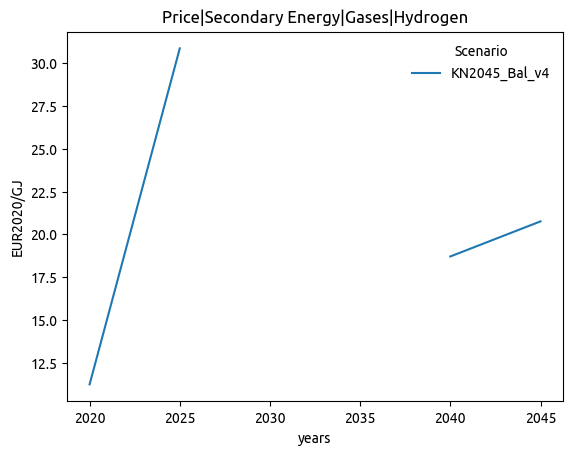 Price|Secondary Energy|Gases|Hydrogen
Scenario
KN2045_Bal_v4
EUR2020/GJ
30.0
27.5
25.0
22.5
20.0
17.5
15.0
12.5
2020 2025 2030 2035 2040 2045
years